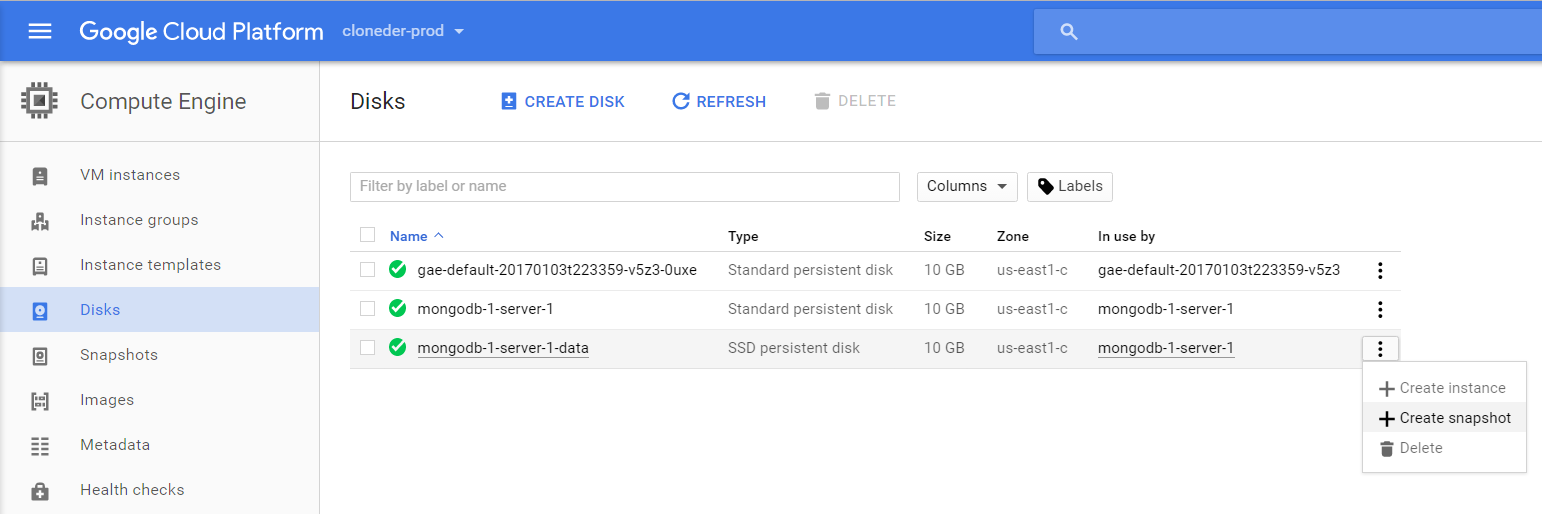 Google Cloud Platform cloneder-prod
Compute Engine
Disks CREATE DISK REFRESH DELETE
VM instances
Instance groups
Instance templates
Disks
Snapshots
Images
Metadata
Health checks
Filter by label or name Columns Labels
Name Type Size Zone In use by
gae-default-20170103t223359-v5z3-0uxe Standard persistent disk 10 GB us-east1-c gae-default-20170103t223359-v5z3
mongodb-1-server-1 Standard persistent disk 10 GB us-east1-c mongodb-1-server-1
mongodb-1-server-1-data SSD persistent disk 10 GB us-east1-c mongodb-1-server-1
Create instance
Create snapshot
Delete